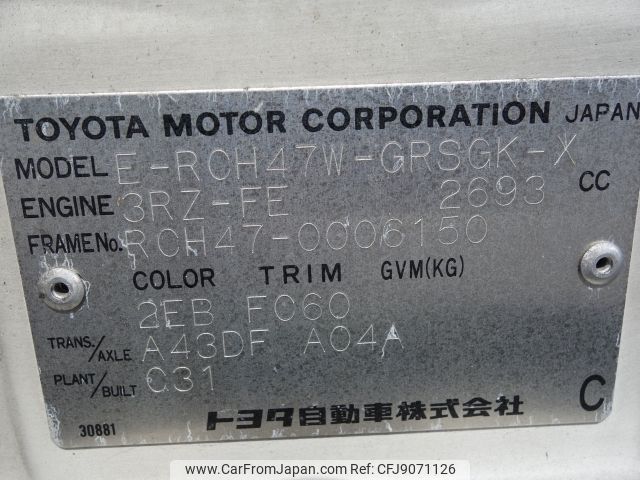 TOYOTA MOTOR CORPORATION JAPAN
MODEL E-RCH47W-GRSGK-X
ENGINE 3RZ-FE 2693 CC
FRAME No. RCH47-0006150
COLOR TRIM GVM(KG)
2EB FC60
TRANS./AXLE A43DF A04A
PLANT/BUILT C31
トヨタ自動車株式会社 C
30881
www.CarFromJapan.com | Car No. CFJ9071126